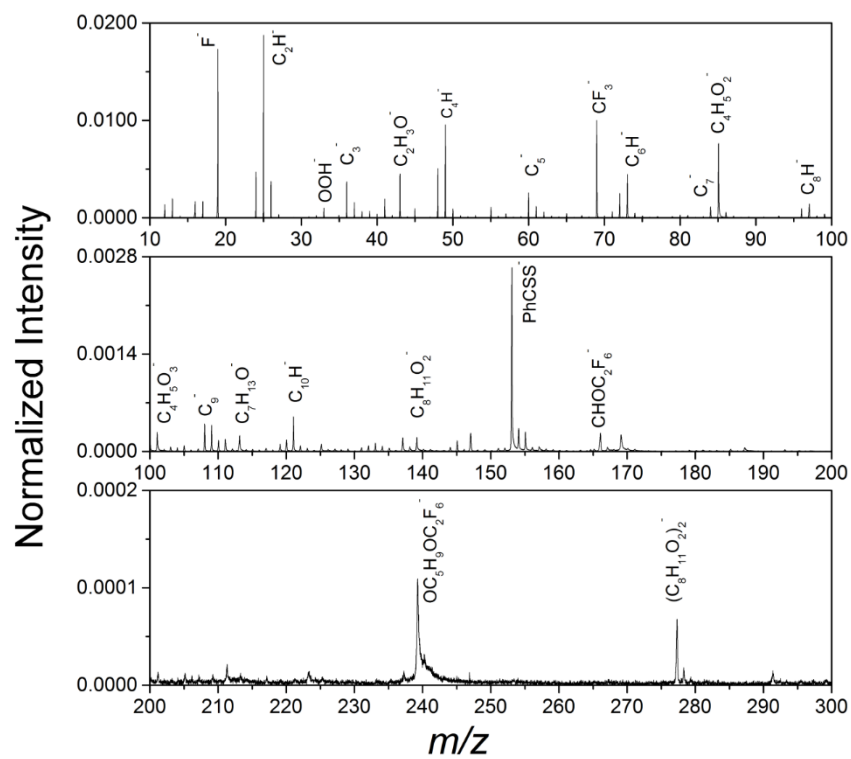 Normalized Intensity
0.0200
0.0100
0.0000
F⁻
C₂H⁻
OOH⁻
C₃⁻
C₂H₃O⁻
C₄H⁻
C₅⁻
CF₃⁻
C₆H⁻
C₇⁻
C₄H₅O₂⁻
C₈H⁻
10 20 30 40 50 60 70 80 90 100
0.0028
0.0014
0.0000
C₄H₅O₃⁻
C₉⁻
C₇H₁₃O⁻
C₁₀H⁻
C₈H₁₁O₂⁻
PhCSS⁻
CHOC₂F₆⁻
100 110 120 130 140 150 160 170 180 190 200
0.0002
0.0001
0.0000
OC₅H₉OC₂F₆⁻
(C₈H₁₁O₂)₂⁻
200 210 220 230 240 250 260 270 280 290 300
m/z